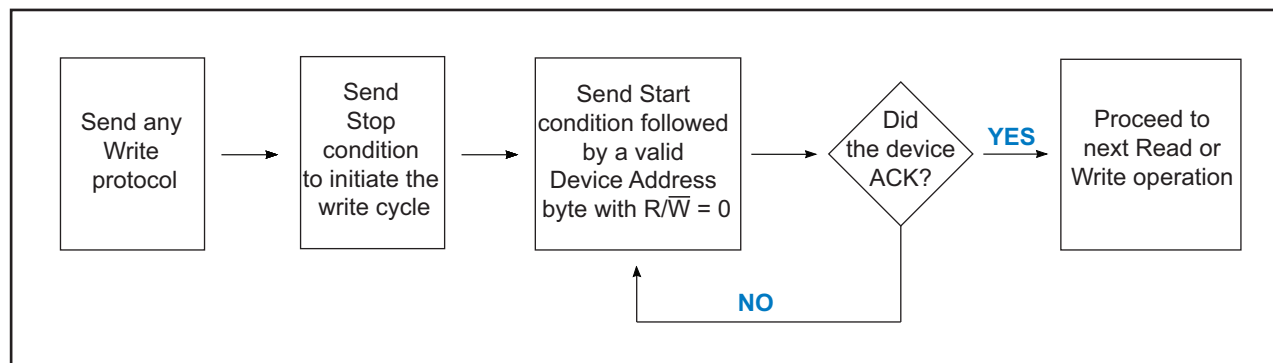 Send any
Write
protocol
Send
Stop
condition
to initiate the
write cycle
Send Start
condition followed
by a valid
Device Address
byte with R/W̅ = 0
Did
the device
ACK?
YES
NO
Proceed to
next Read or
Write operation